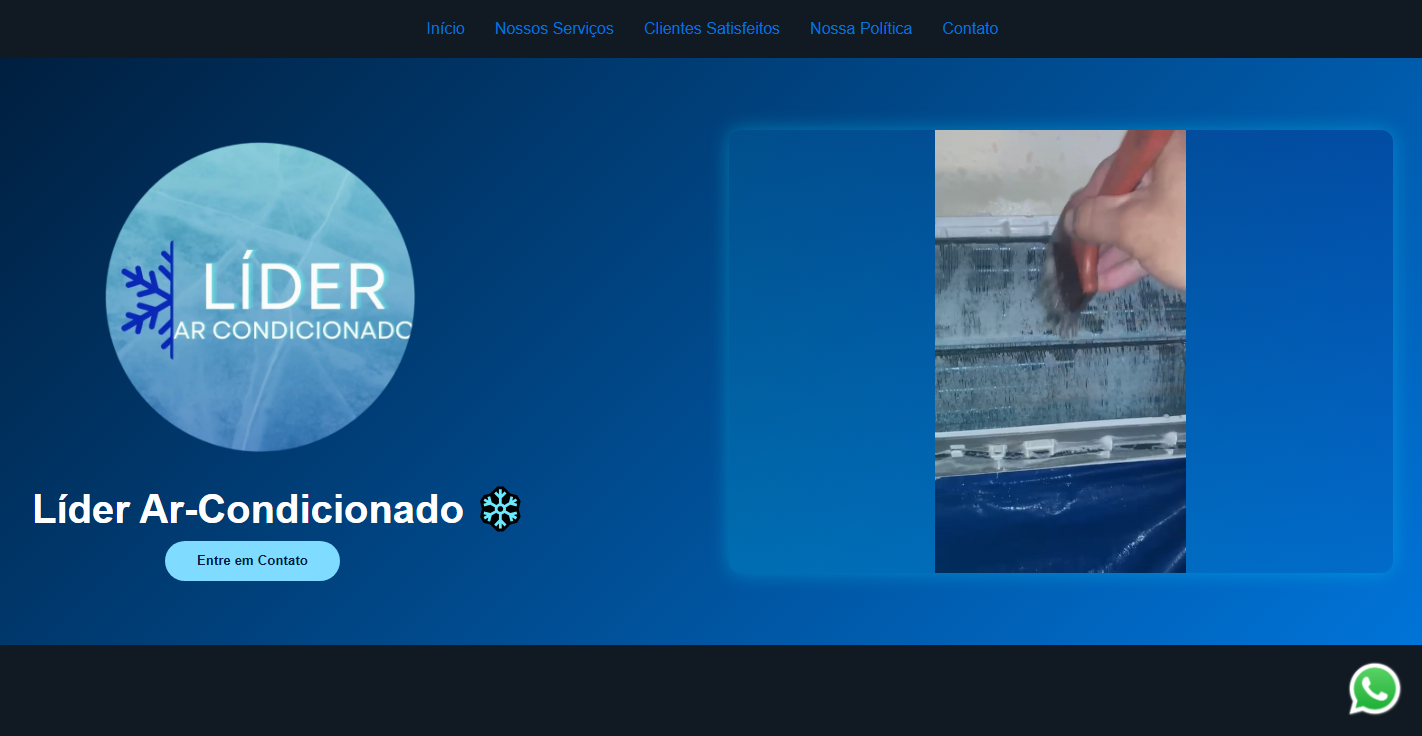 Início Nossos Serviços Clientes Satisfeitos Nossa Política Contato
LÍDER
AR CONDICIONADO
Líder Ar-Condicionado
Entre em Contato